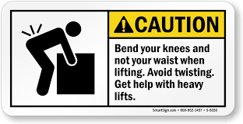 CAUTION
Bend your knees and
not your waist when
lifting. Avoid twisting.
Get help with heavy
lifts.